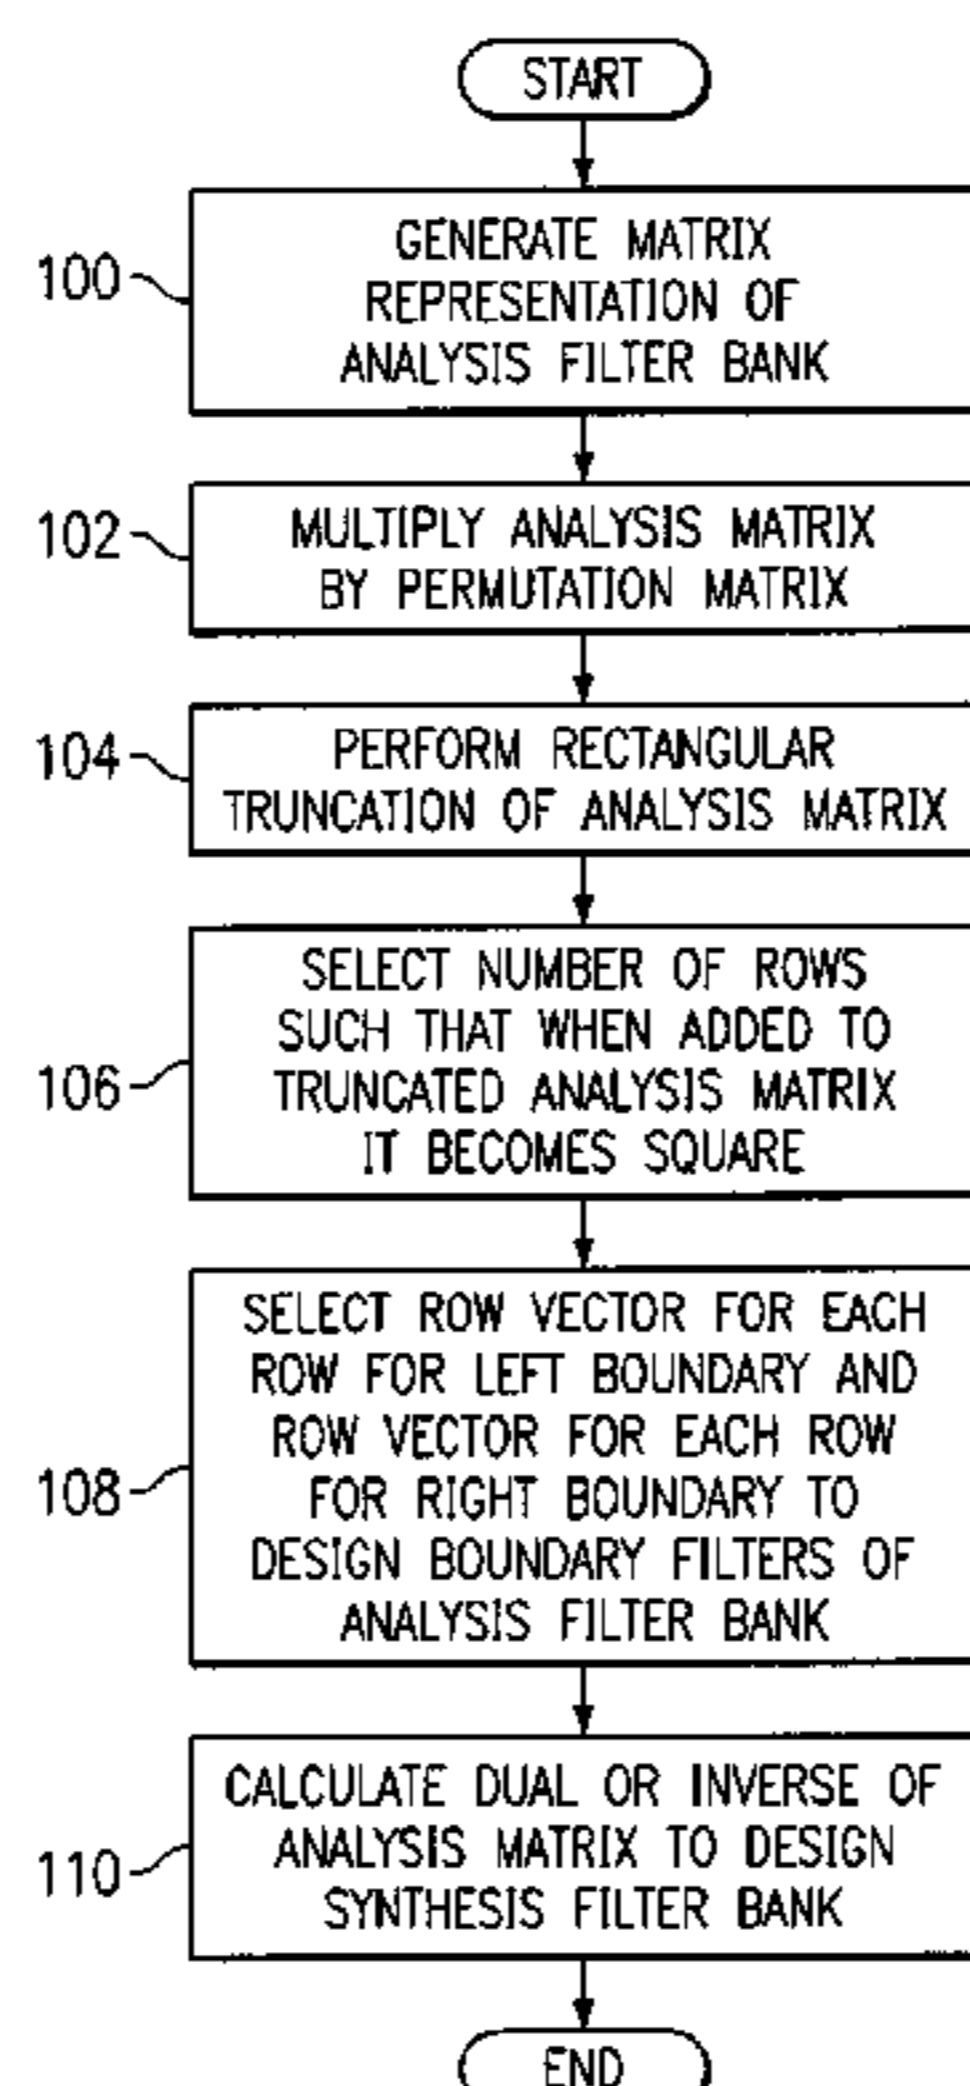 START
100
GENERATE MATRIX
REPRESENTATION OF
ANALYSIS FILTER BANK
102
MULTIPLY ANALYSIS MATRIX
BY PERMUTATION MATRIX
104
PERFORM RECTANGULAR
TRUNCATION OF ANALYSIS MATRIX
106
SELECT NUMBER OF ROWS
SUCH THAT WHEN ADDED TO
TRUNCATED ANALYSIS MATRIX
IT BECOMES SQUARE
108
SELECT ROW VECTOR FOR EACH
ROW FOR LEFT BOUNDARY AND
ROW VECTOR FOR EACH ROW
FOR RIGHT BOUNDARY TO
DESIGN BOUNDARY FILTERS OF
ANALYSIS FILTER BANK
110
CALCULATE DUAL OR INVERSE OF
ANALYSIS MATRIX TO DESIGN
SYNTHESIS FILTER BANK
END